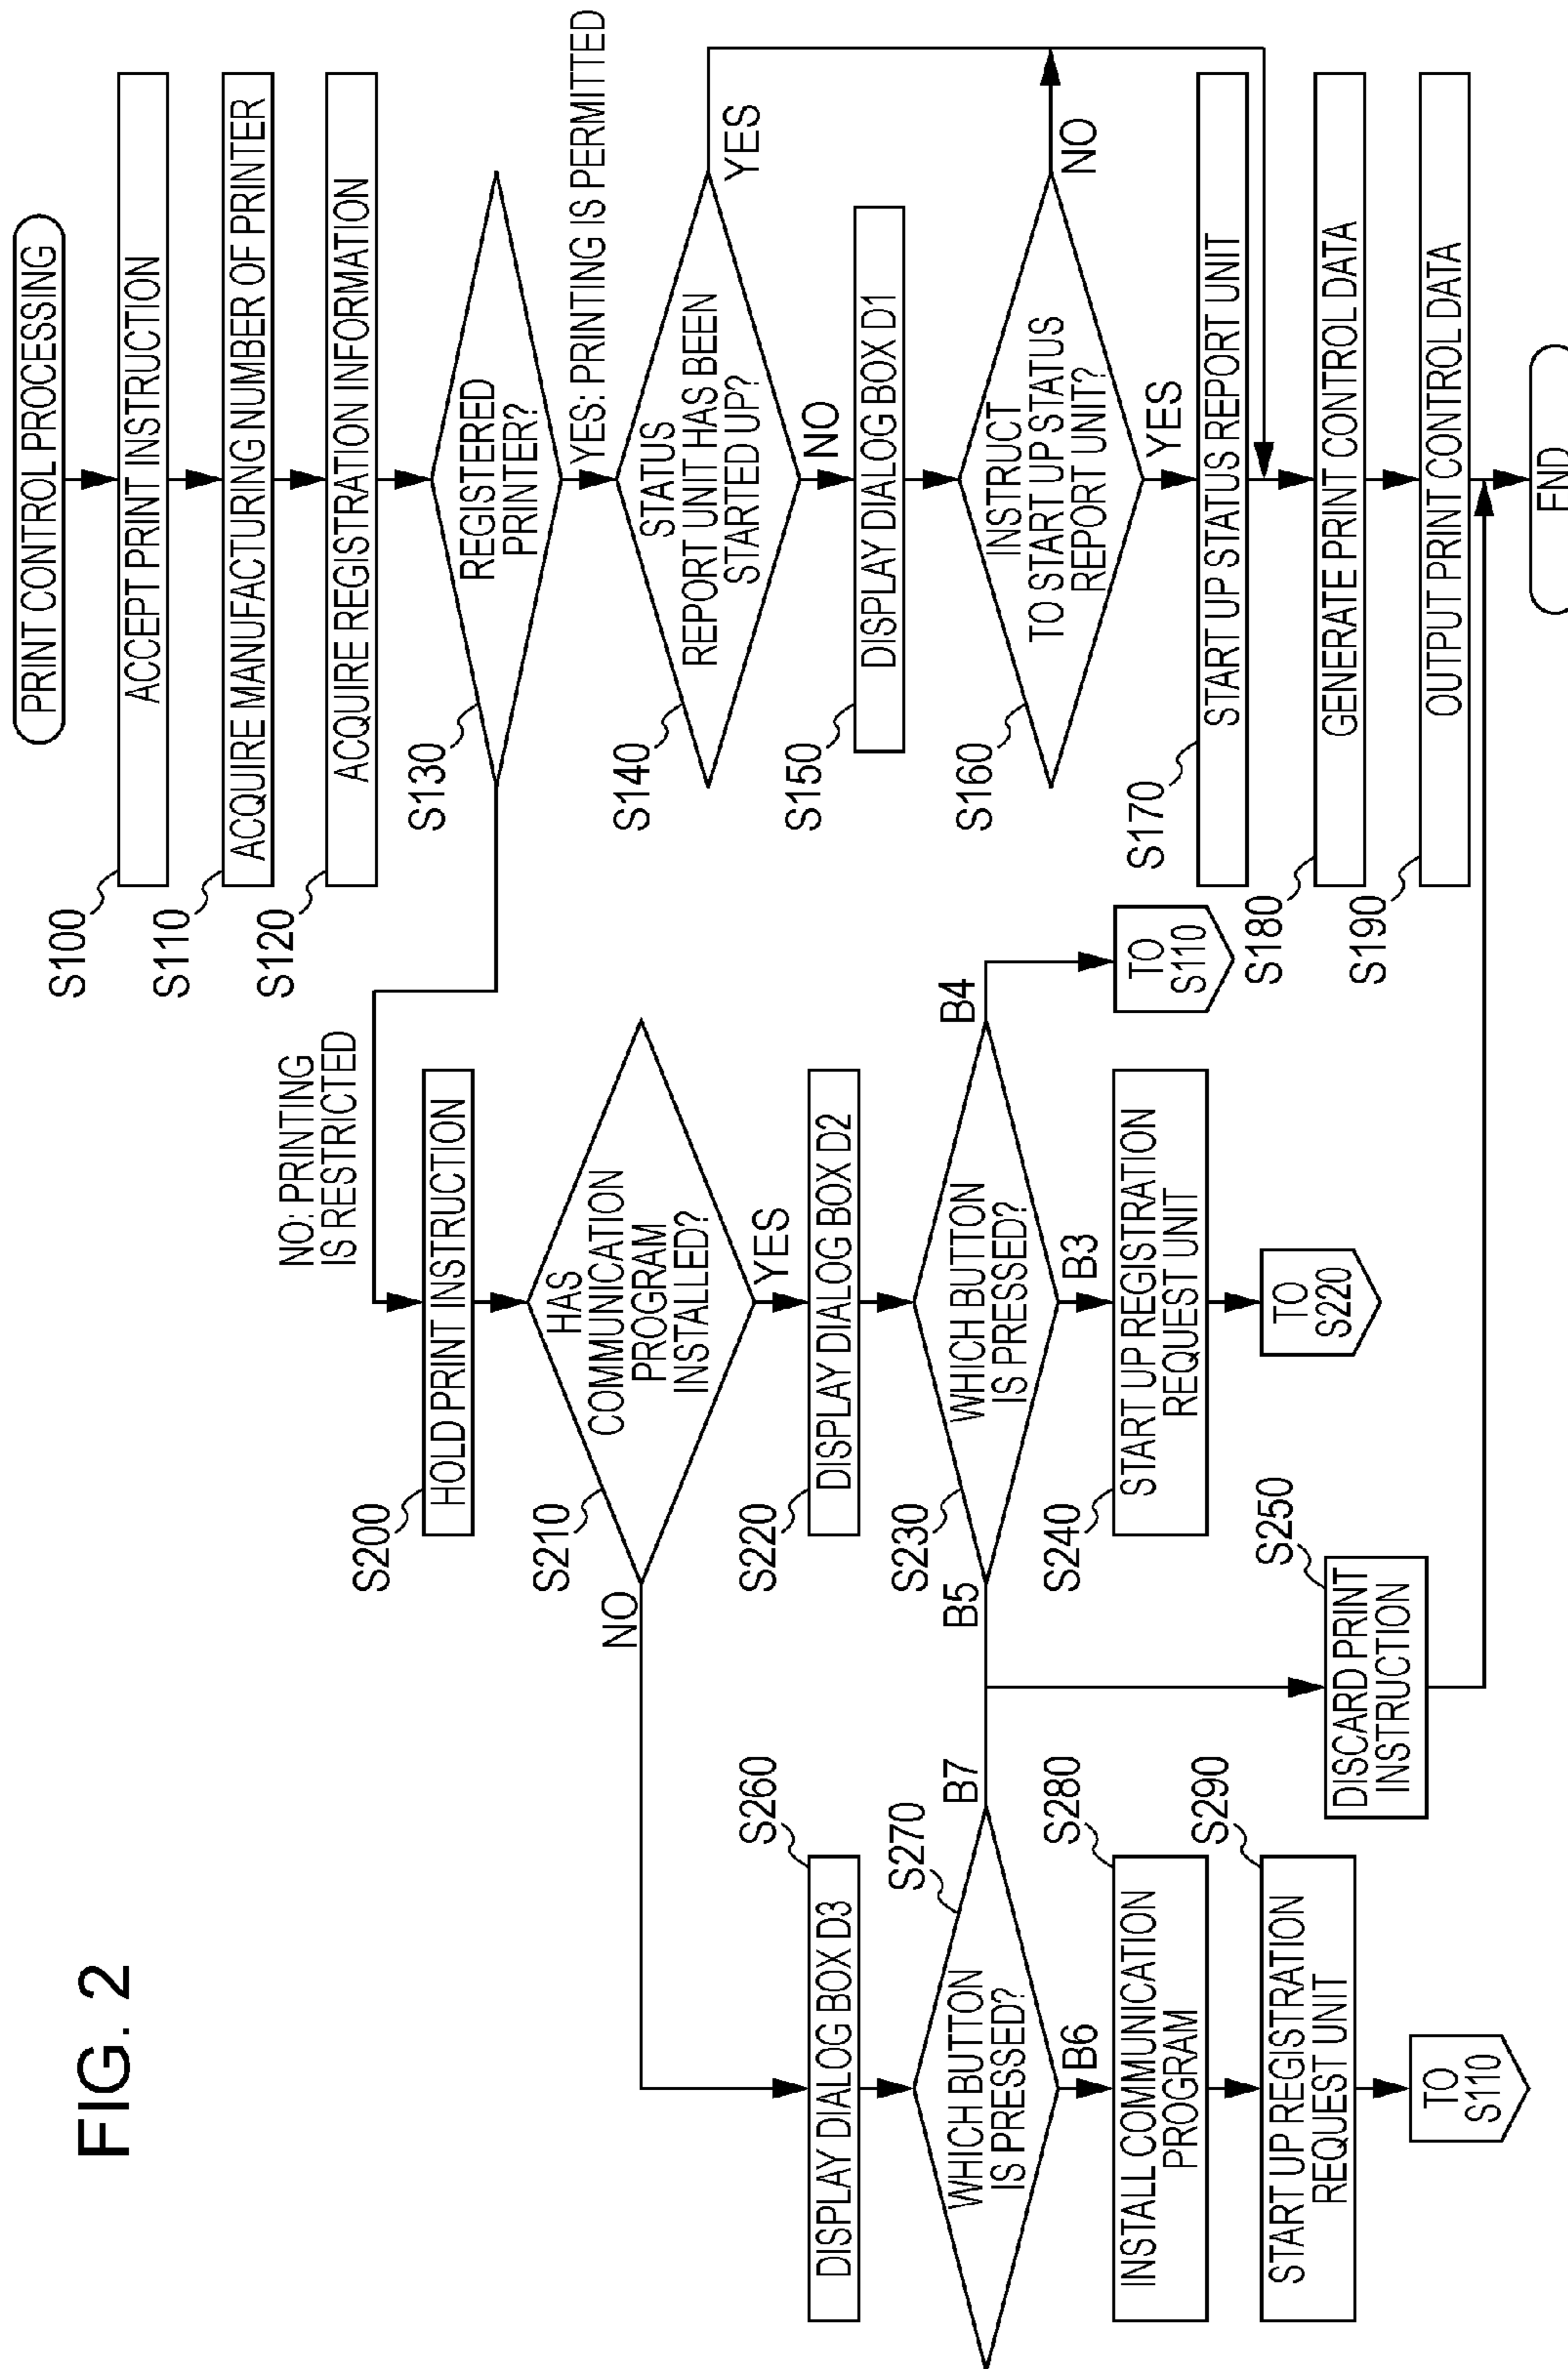 FIG. 2
PRINT CONTROL PROCESSING
S100
ACCEPT PRINT INSTRUCTION
S110
ACQUIRE MANUFACTURING NUMBER OF PRINTER
S120
ACQUIRE REGISTRATION INFORMATION
S130
REGISTERED
PRINTER?
YES: PRINTING IS PERMITTED
NO: PRINTING
IS RESTRICTED
S140
STATUS
REPORT UNIT HAS BEEN
STARTED UP?
YES
NO
S150
DISPLAY DIALOG BOX D1
S160
INSTRUCT
TO START UP STATUS
REPORT UNIT?
NO
YES
S170
START UP STATUS REPORT UNIT
S180
GENERATE PRINT CONTROL DATA
S190
OUTPUT PRINT CONTROL DATA
END
S200
HOLD PRINT INSTRUCTION
S210
HAS
COMMUNICATION
PROGRAM
INSTALLED?
NO
YES
S220
DISPLAY DIALOG BOX D2
S230
WHICH BUTTON
IS PRESSED?
B4
B3
B5
TO
S110
S240
START UP REGISTRATION
REQUEST UNIT
TO
S220
S250
DISCARD PRINT
INSTRUCTION
S260
DISPLAY DIALOG BOX D3
S270
WHICH BUTTON
IS PRESSED?
B7
B6
S280
INSTALL COMMUNICATION
PROGRAM
S290
START UP REGISTRATION
REQUEST UNIT
TO
S110